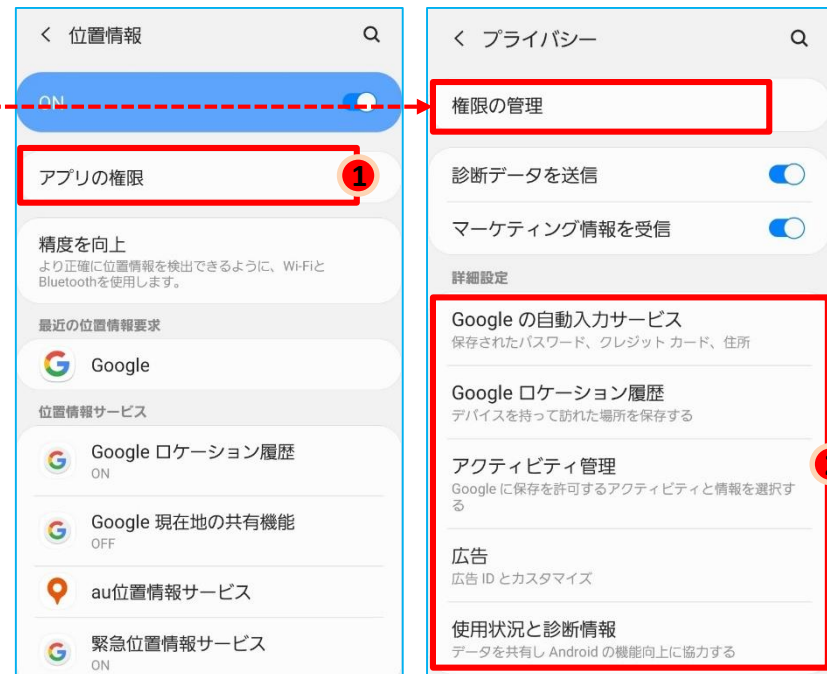 位置情報
ON
アプリの権限
1
精度を向上
より正確に位置情報を検出できるように、Wi-Fiと
Bluetoothを使用します。
最近の位置情報要求
Google
位置情報サービス
Google ロケーション履歴
ON
Google 現在地の共有機能
OFF
au位置情報サービス
緊急位置情報サービス
ON
プライバシー
権限の管理
診断データを送信
マーケティング情報を受信
詳細設定
Google の自動入力サービス
保存されたパスワード、クレジット カード、住所
Google ロケーション履歴
デバイスを持って訪れた場所を保存する
アクティビティ管理
Google に保存を許可するアクティビティと情報を選択す
る
広告
広告 ID とカスタマイズ
使用状況と診断情報
データを共有し Android の機能向上に協力する